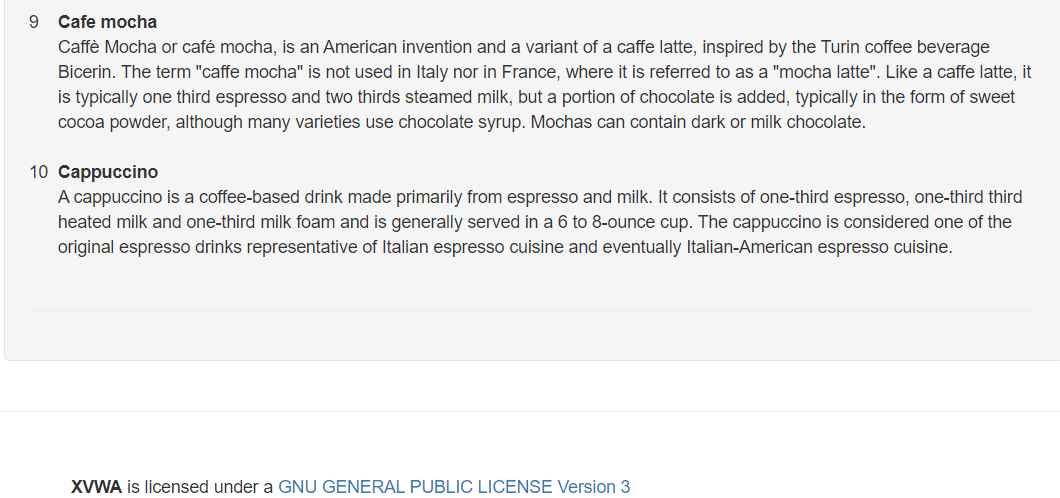 9 Cafe mocha
Caffè Mocha or café mocha, is an American invention and a variant of a caffe latte, inspired by the Turin coffee beverage
Bicerin. The term "caffe mocha" is not used in Italy nor in France, where it is referred to as a "mocha latte". Like a caffe latte, it
is typically one third espresso and two thirds steamed milk, but a portion of chocolate is added, typically in the form of sweet
cocoa powder, although many varieties use chocolate syrup. Mochas can contain dark or milk chocolate.
10 Cappuccino
A cappuccino is a coffee-based drink made primarily from espresso and milk. It consists of one-third espresso, one-third third
heated milk and one-third milk foam and is generally served in a 6 to 8-ounce cup. The cappuccino is considered one of the
original espresso drinks representative of Italian espresso cuisine and eventually Italian-American espresso cuisine.
XVWA is licensed under a GNU GENERAL PUBLIC LICENSE Version 3